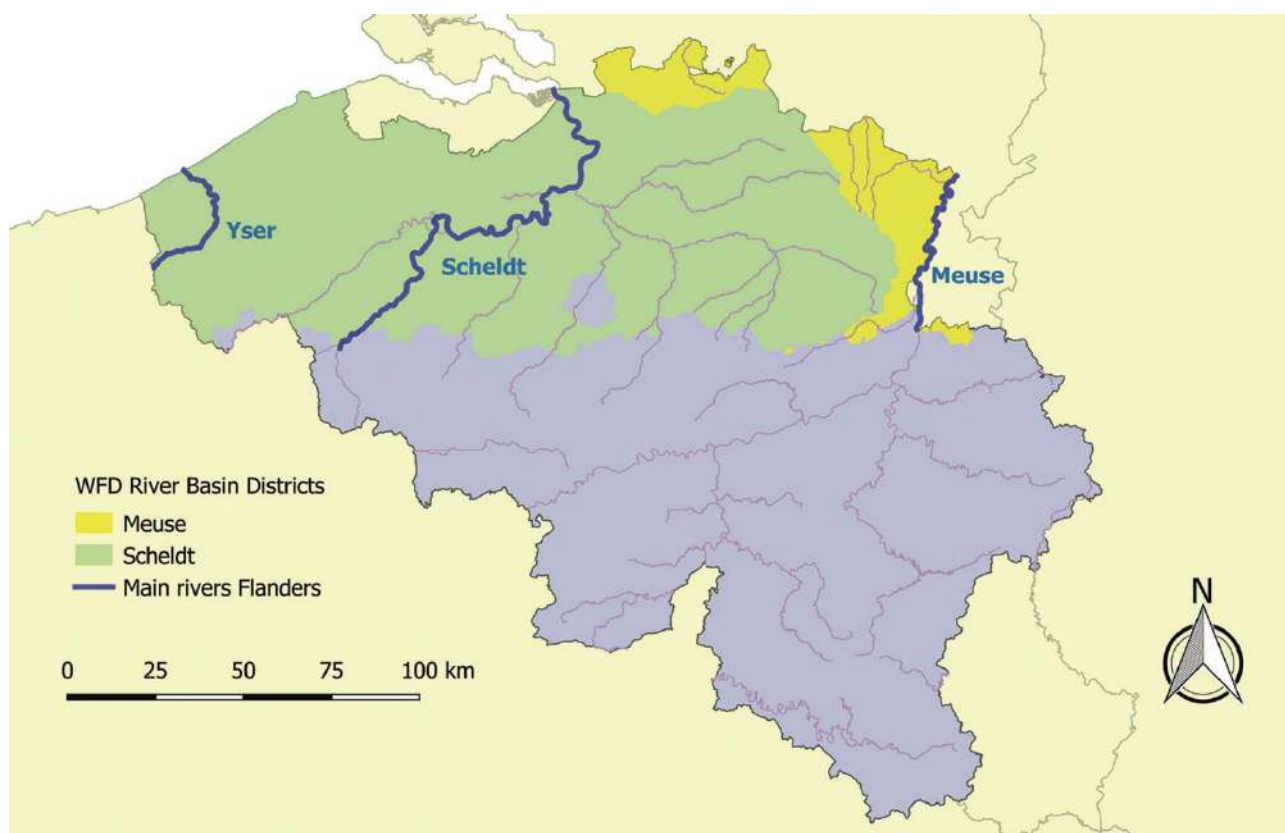 Yser
Scheldt
Meuse
WFD River Basin Districts
Meuse
Scheldt
Main rivers Flanders
0 25 50 75 100 km
N